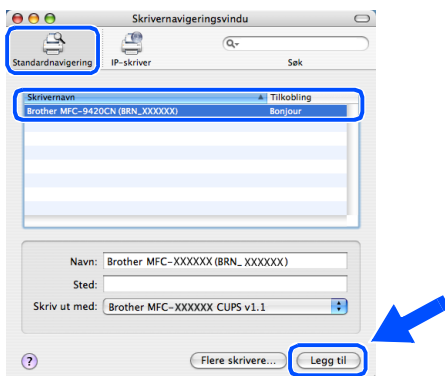 Skrivernavigeringsvindu
Standardnavigering IP-skriver Søk
Skrivernavn Tilkobling
Brother MFC-9420CN (BRN_XXXXXX) Bonjour
Navn: Brother MFC-XXXXXX (BRN_ XXXXXX)
Sted:
Skriv ut med: Brother MFC-XXXXXX CUPS v1.1
? Flere skrivere... Legg til